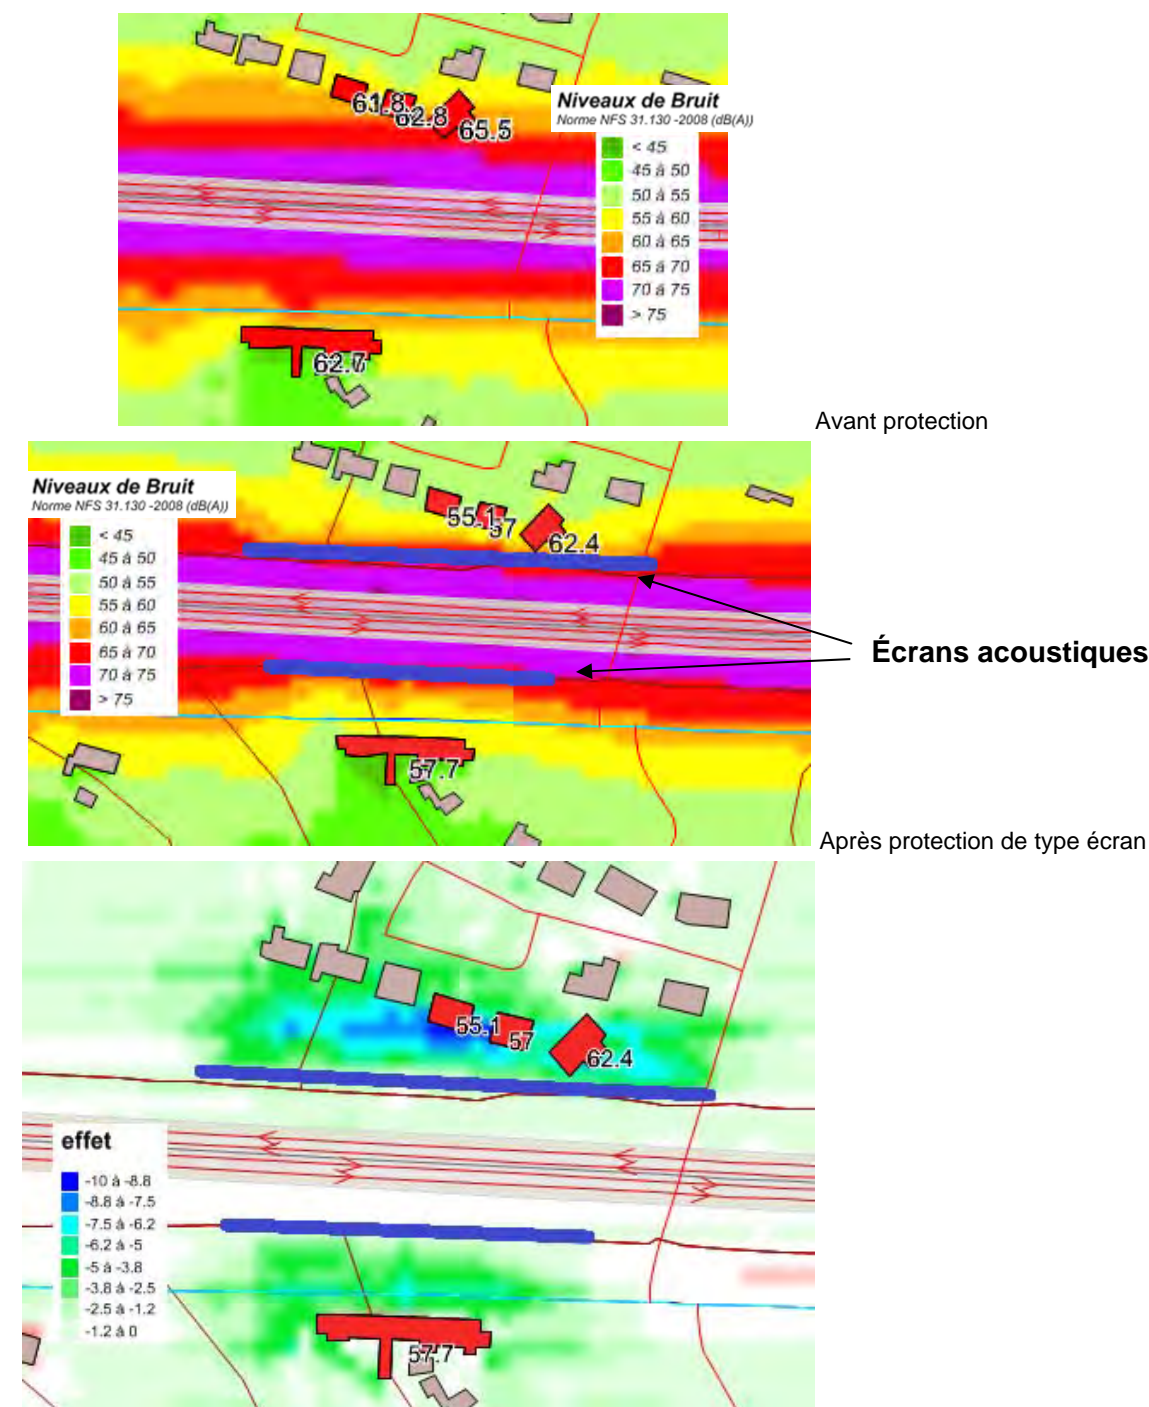 61.8
62.8
65.5
Niveaux de Bruit
Norme NFS 31.130 -2008 (dB(A))
< 45
45 à 50
50 à 55
55 à 60
60 à 65
65 à 70
70 à 75
> 75
Avant protection
Niveaux de Bruit
Norme NFS 31.130 -2008 (dB(A))
< 45
45 à 50
50 à 55
55 à 60
60 à 65
65 à 70
70 à 75
> 75
55.1
57
62.4
Écrans acoustiques
57.7
Après protection de type écran
55.1
57
62.4
effet
-10 à -8.8
-8.8 à -7.5
-7.5 à -6.2
-6.2 à -5
-5 à -3.8
-3.8 à -2.5
-2.5 à -1.2
-1.2 à 0
57.7